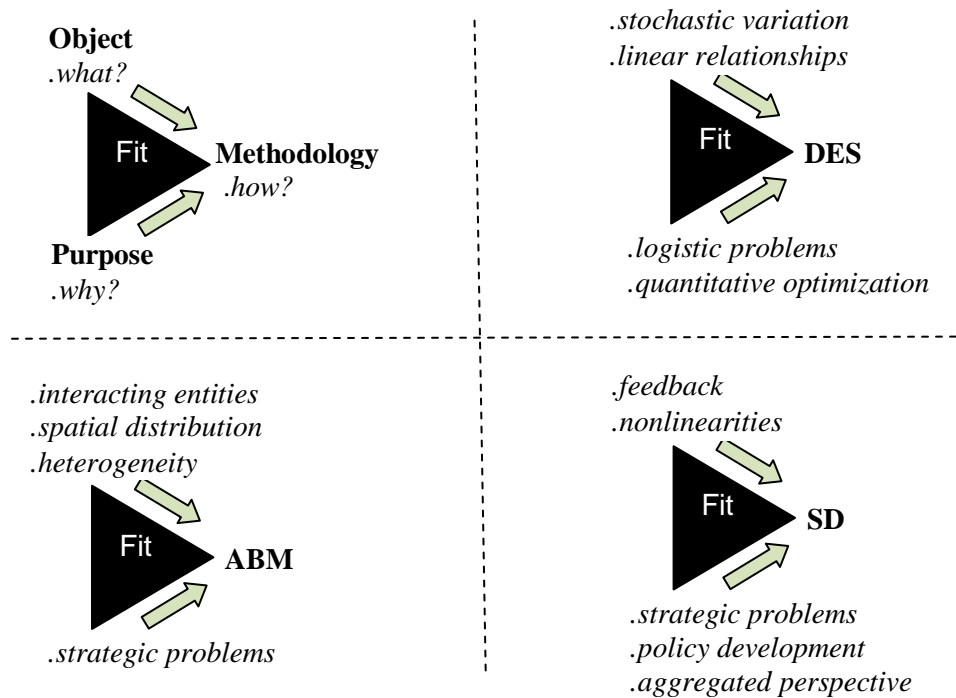 Object
.what?
Fit
Methodology
.how?
Purpose
.why?
.stochastic variation
.linear relationships
Fit
DES
.logistic problems
.quantitative optimization
.interacting entities
.spatial distribution
.heterogeneity
Fit
ABM
.strategic problems
.feedback
.nonlinearities
Fit
SD
.strategic problems
.policy development
.aggregated perspective